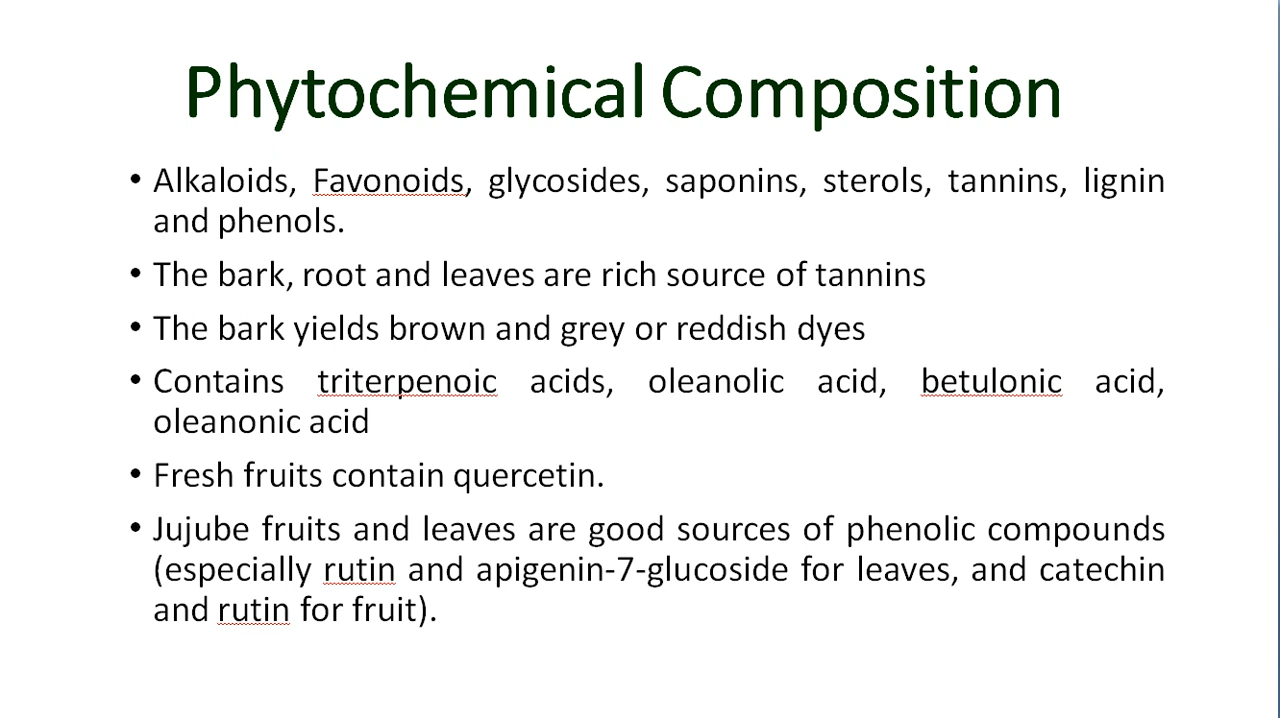 Phytochemical Composition
• Alkaloids, Favonoids, glycosides, saponins, sterols, tannins, lignin
and phenols.
• The bark, root and leaves are rich source of tannins
• The bark yields brown and grey or reddish dyes
• Contains triterpenoic acids, oleanolic acid, betulonic acid,
oleanonic acid
• Fresh fruits contain quercetin.
• Jujube fruits and leaves are good sources of phenolic compounds
(especially rutin and apigenin-7-glucoside for leaves, and catechin
and rutin for fruit).